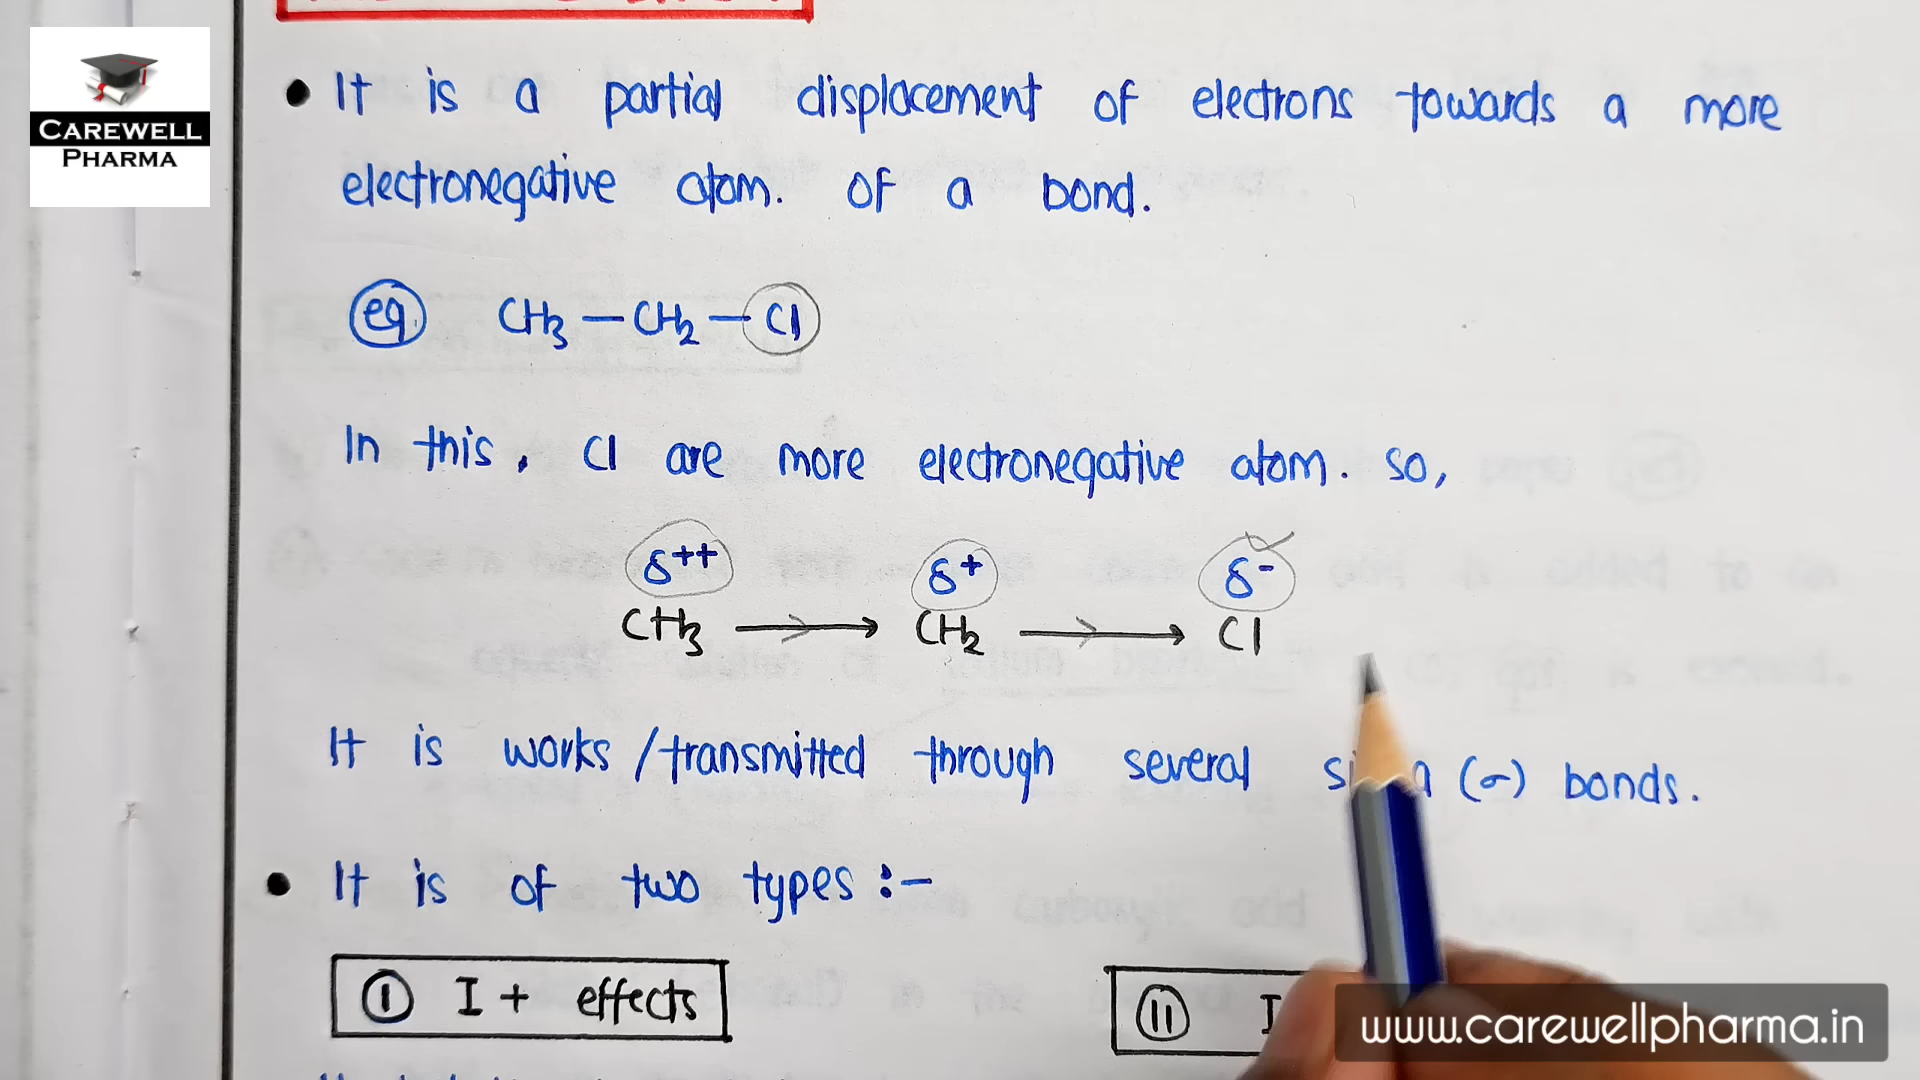 CAREWELL
PHARMA
It is a partial displacement of electrons towards a more
electronegative atom. of a bond.
eg. CH3 — CH2 — Cl
In this, Cl are more electronegative atom. so,
δ++ δ+ δ-
CH3 → CH2 → Cl
It is works / transmitted through several (σ) bonds.
It is of two types :-
① I + effects
⑪ I
www.carewellpharma.in